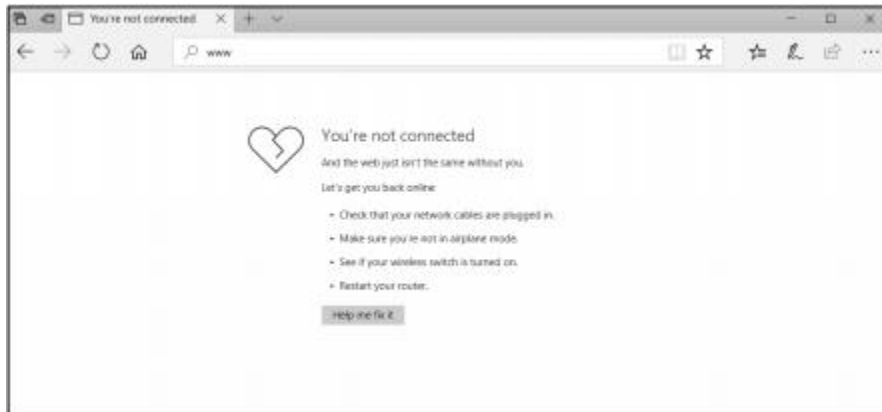 You're not connected
www
You're not connected
And the web just isn't the same without you.
Let's get you back online:
• Check that your network cables are plugged in.
• Make sure you're not in airplane mode.
• See if your wireless switch is turned on.
• Restart your router.
Help me fix it